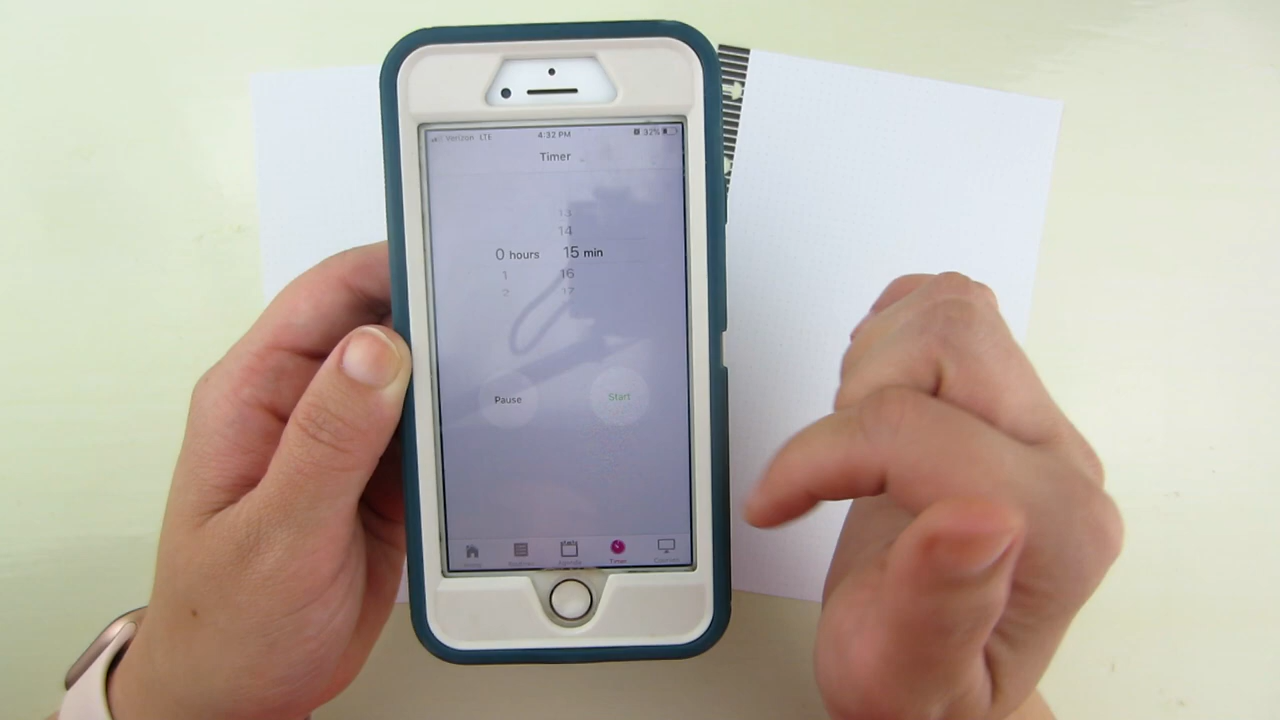 Verizon LTE 4:32 PM 32%
Timer
13
14
0 hours 15 min
1 16
2 17
Pause Start
Timer